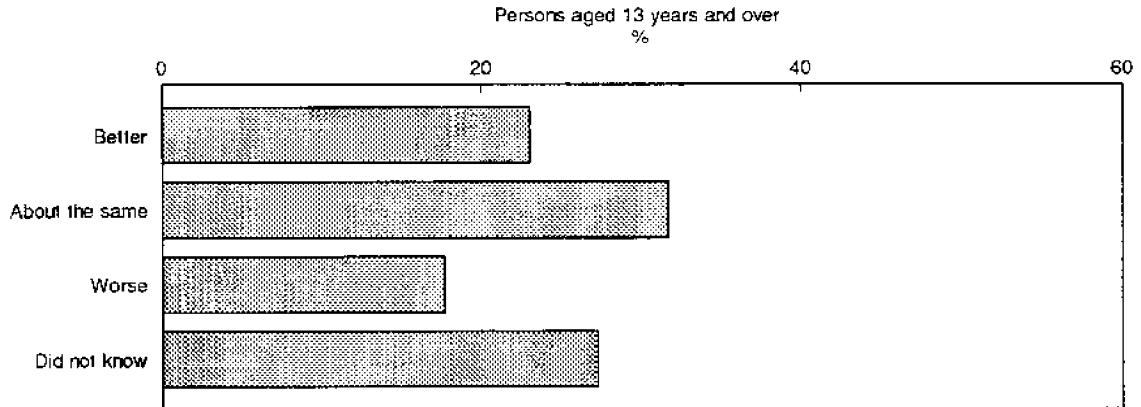 Persons aged 13 years and over
%
0 20 40 60
Better
About the same
Worse
Did not know